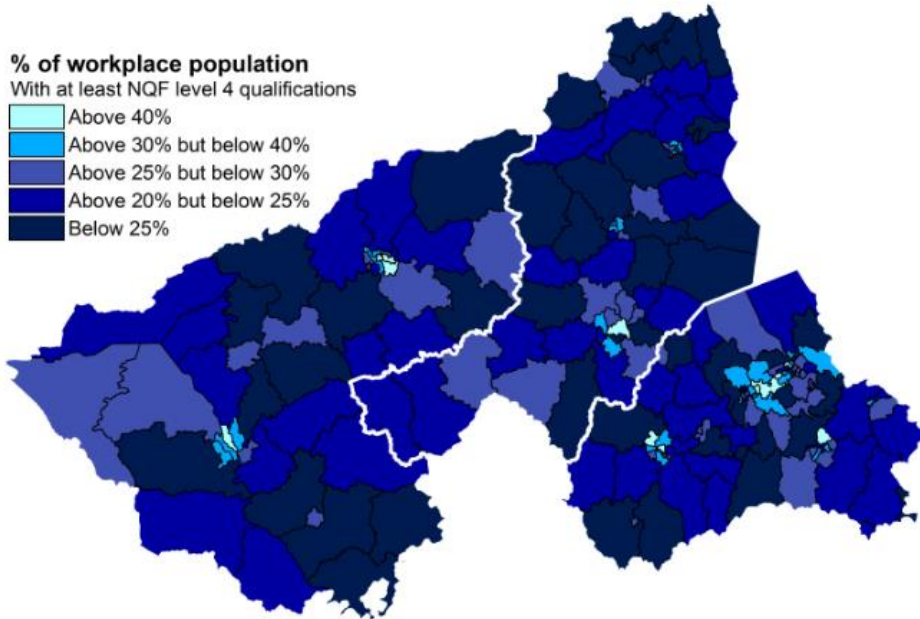 % of workplace population
With at least NQF level 4 qualifications
Above 40%
Above 30% but below 40%
Above 25% but below 30%
Above 20% but below 25%
Below 25%